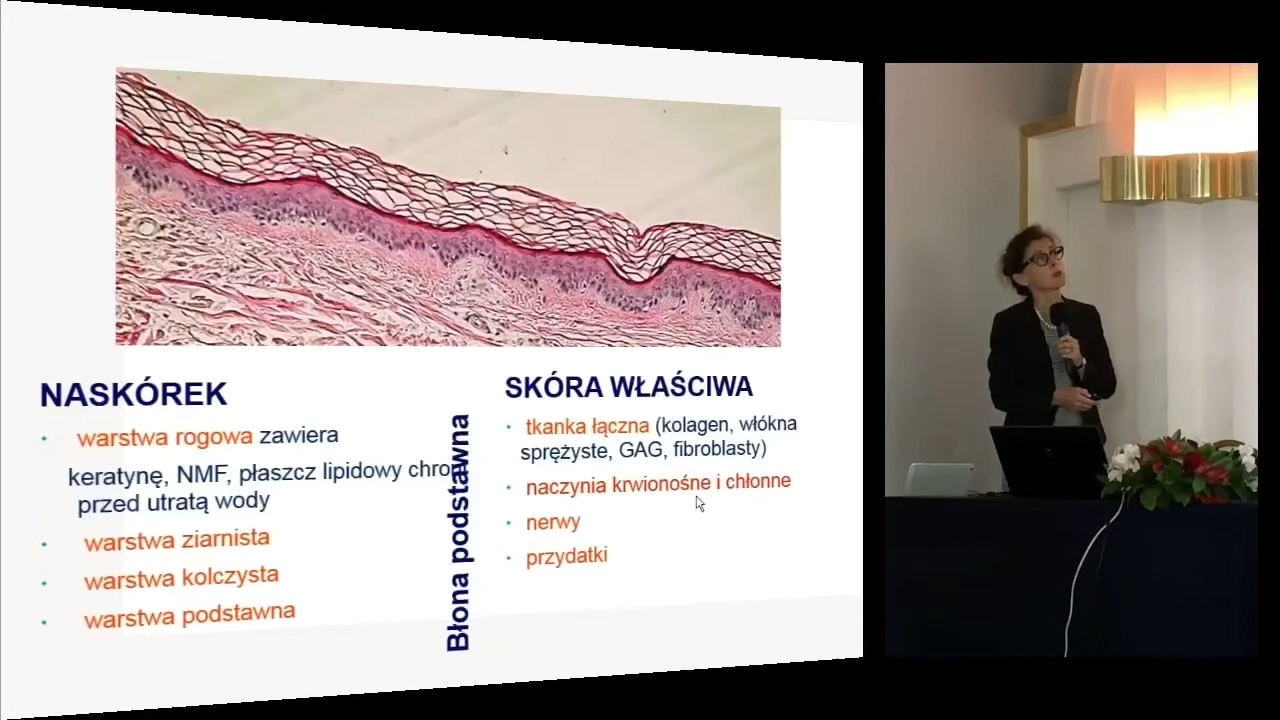 NASKÓREK
• warstwa rogowa zawiera
keratynę, NMF, płaszcz lipidowy
przed utratą wody
• warstwa ziarnista
• warstwa kolczysta
• warstwa podstawna
Błona podstawna
SKÓRA WŁAŚCIWA
• tkanka łączna (kolagen, włókna
sprężyste, GAG, fibroblasty)
• naczynia krwionośne i chłonne
• nerwy
• przydatki